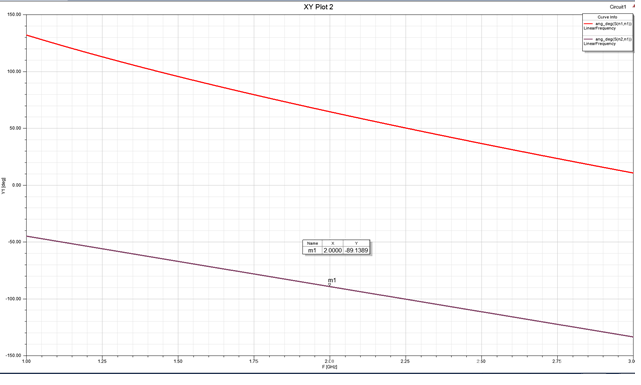 XY Plot 2
Circuit1
Curve Info
ang_deg(S(n1,n1))
LinearFrequency
ang_deg(S(n2,n1))
LinearFrequency
150.00
100.00
50.00
0.00
-50.00
-100.00
-150.00
Y1 [deg]
Name X Y
m1 2.0000 -89.1389
m1
1.00 1.25 1.50 1.75 2.00 2.25 2.50 2.75 3.0
F [GHz]